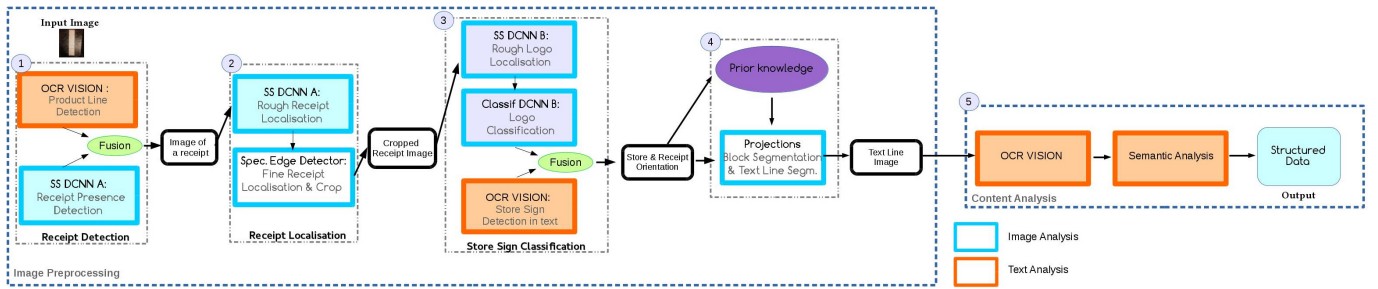 Input Image
1
OCR VISION :
Product Line
Detection
Fusion
SS DCNN A:
Receipt Presence
Detection
Receipt Detection
Image of
a receipt
2
SS DCNN A:
Rough Receipt
Localisation
Spec. Edge Detector:
Fine Receipt
Localisation & Crop
Receipt Localisation
Cropped
Receipt Image
3
SS DCNN B:
Rough Logo
Localisation
Classif DCNN B:
Logo
Classification
Fusion
OCR VISION:
Store Sign
Detection in text
Store Sign Classification
Store & Receipt
Orientation
4
Prior knowledge
Projections
Block Segmentation
& Text Line Segm.
Text Line
Image
Image Preprocessing
5
OCR VISION
Semantic Analysis
Structured
Data
Output
Content Analysis
Image Analysis
Text Analysis